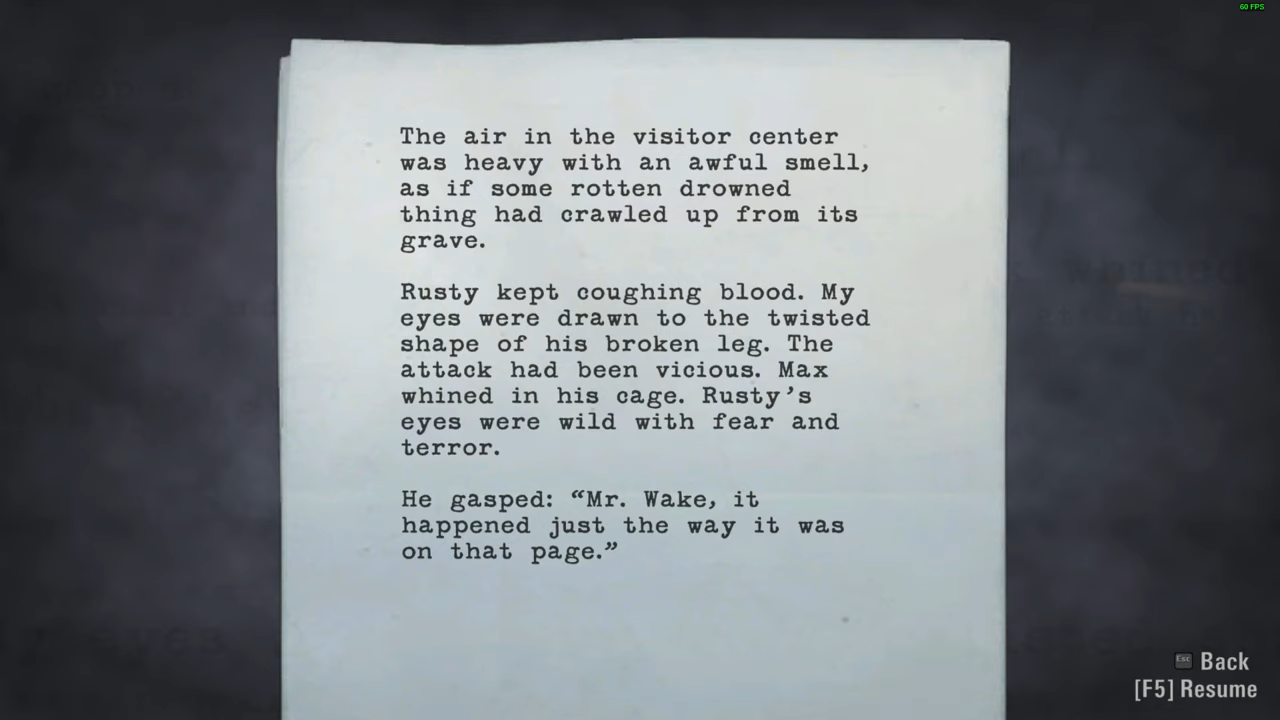 60 FPS
The air in the visitor center
was heavy with an awful smell,
as if some rotten drowned
thing had crawled up from its
grave.
Rusty kept coughing blood. My
eyes were drawn to the twisted
shape of his broken leg. The
attack had been vicious. Max
whined in his cage. Rusty’s
eyes were wild with fear and
terror.
He gasped: “Mr. Wake, it
happened just the way it was
on that page.”
Esc Back
[F5] Resume